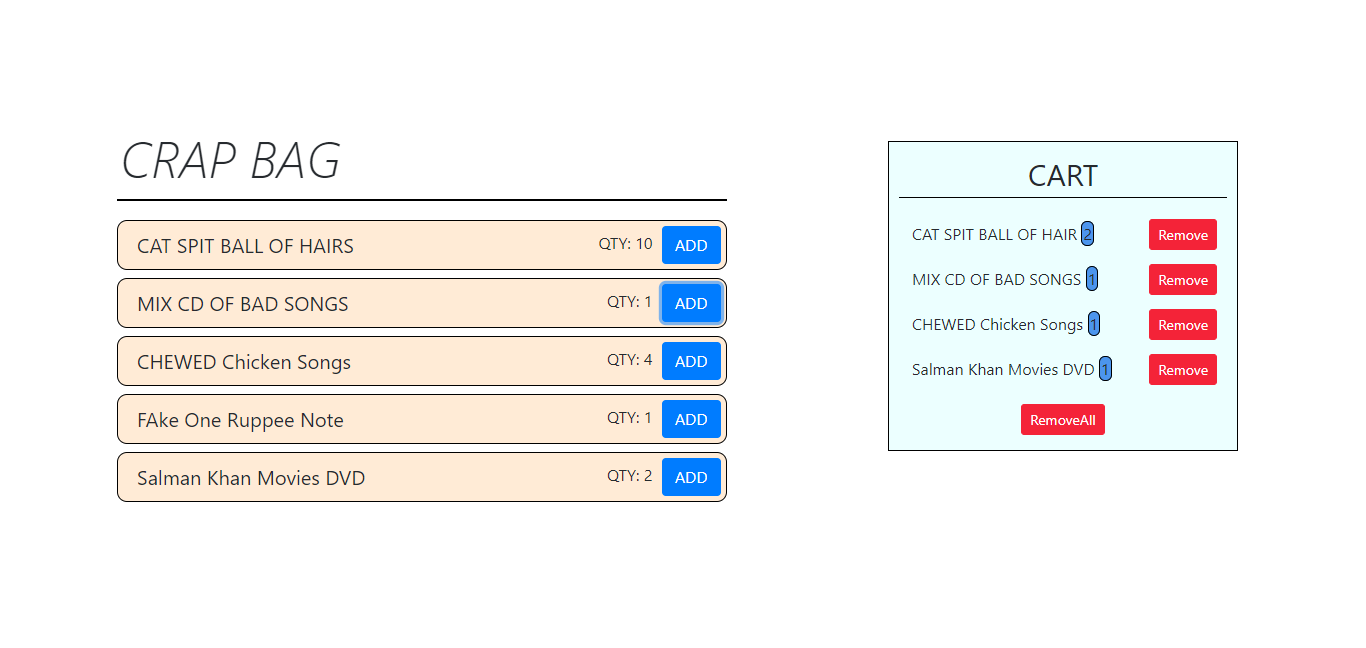 CRAP BAG
CAT SPIT BALL OF HAIRS QTY: 10 ADD
MIX CD OF BAD SONGS QTY: 1 ADD
CHEWED Chicken Songs QTY: 4 ADD
FAke One Ruppee Note QTY: 1 ADD
Salman Khan Movies DVD QTY: 2 ADD
CART
CAT SPIT BALL OF HAIR 2 Remove
MIX CD OF BAD SONGS 1 Remove
CHEWED Chicken Songs 1 Remove
Salman Khan Movies DVD 1 Remove
RemoveAll